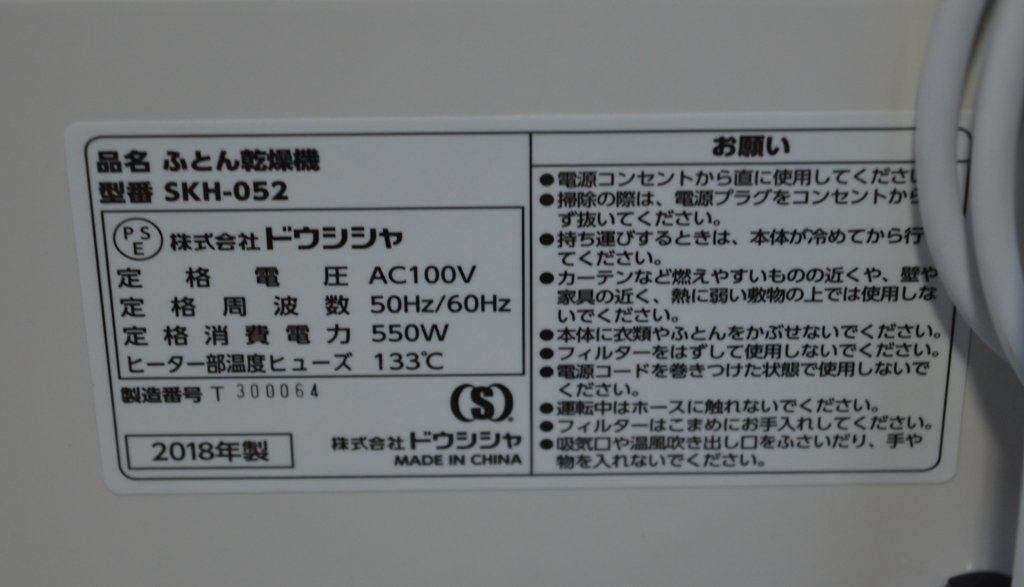 品名 ふとん乾燥機
型番 SKH-052
PSE 株式会社 ドウシシャ
定格電圧 AC100V
定格周波数 50Hz/60Hz
定格消費電力 550W
ヒーター部温度ヒューズ 133℃
製造番号 T 300064
(S)
2018年製
株式会社 ドウシシャ
MADE IN CHINA
お願い
●電源コンセントから直に使用してくださ
●掃除の際は、電源プラグをコンセントから
ず抜いてください。
●持ち運びするときは、本体が冷めてから行
てください。
●カーテンなど燃えやすいものの近くや、壁や
家具の近く、熱に弱い敷物の上では使用しな
いでください。
●本体に衣類やふとんをかぶせないでください。
●フィルターをはずして使用しないでください。
●電源コードを巻きつけた状態で使用しないで
ください。
●運転中はホースに触れないでください。
●フィルターはこまめにお手入れしてください。
●吸気口や温風吹き出し口をふさいだり、手や
物を入れないでください。